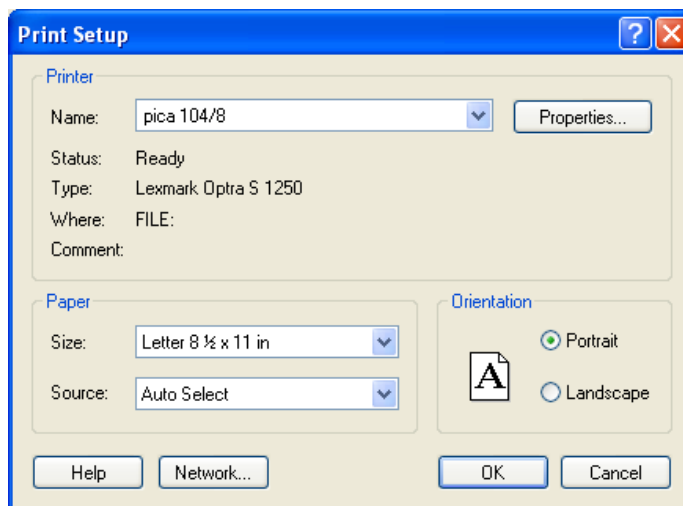 Print Setup
Printer
Name: pica 104/8 Properties...
Status: Ready
Type: Lexmark Optra S 1250
Where: FILE:
Comment:
Paper
Size: Letter 8 ½ x 11 in
Source: Auto Select
Orientation
A
Portrait
Landscape
Help Network... OK Cancel